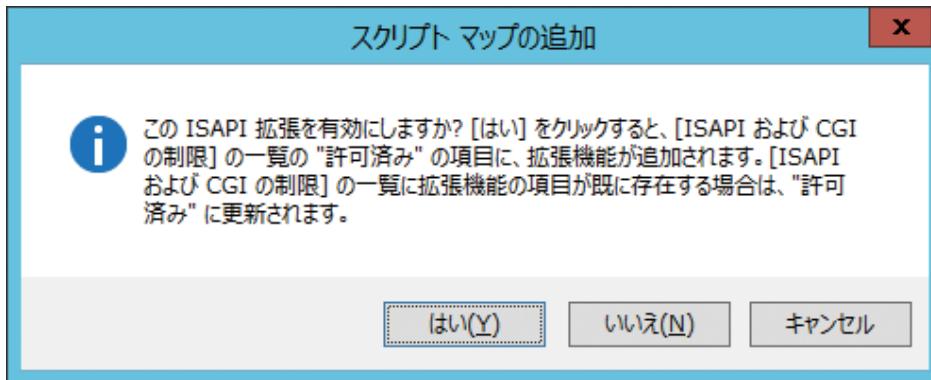 スクリプト マップの追加
x
この ISAPI 拡張を有効にしますか? [はい] をクリックすると、[ISAPI および CGI
の制限] の一覧の "許可済み" の項目に、拡張機能が追加されます。[ISAPI
および CGI の制限] の一覧に拡張機能の項目が既に存在する場合は、"許可
済み" に更新されます。
はい(Y) いいえ(N) キャンセル